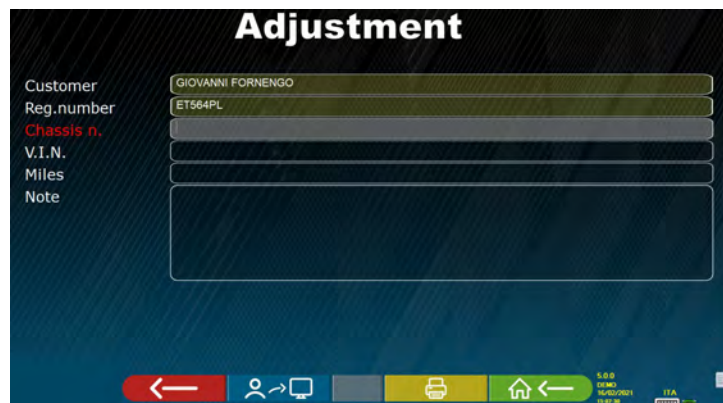 Adjustment
Customer GIOVANNI FORNENGO
Reg.number ET564PL
Chassis n.
V.I.N.
Miles
Note
5.0.0
DEMO
16/02/2021
ITA